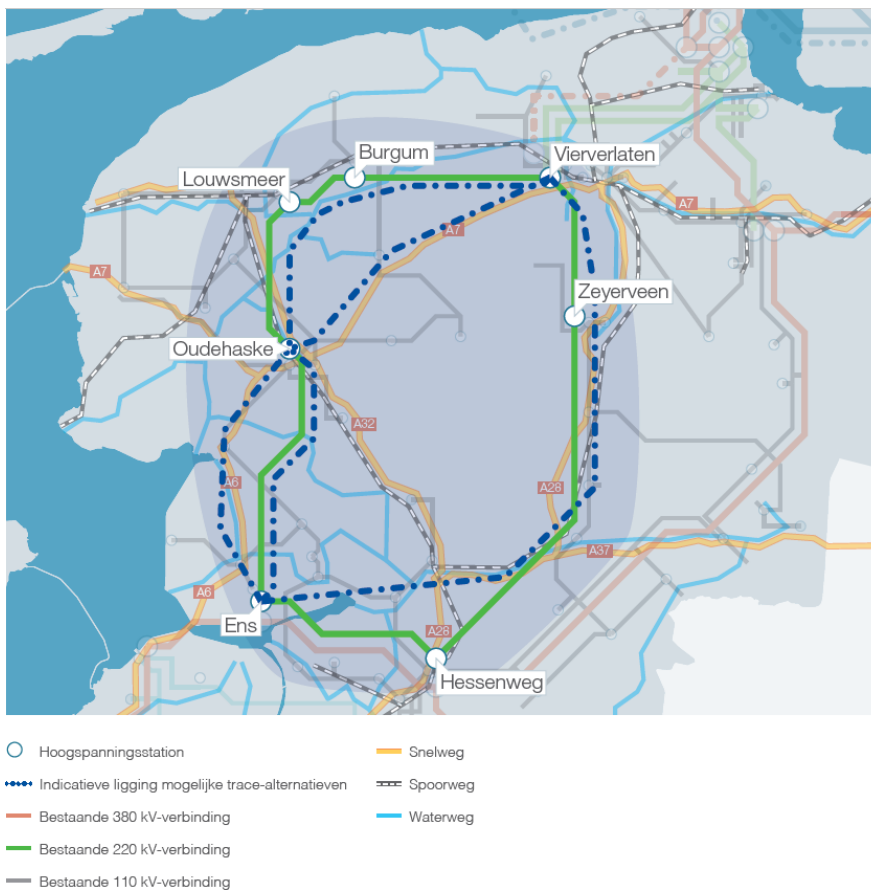 Burgum
Vierverlaten
Louwsmeer
A7
A7
A7
Zeyerveen
Oudehaske
A32
A6
A28
A37
A6
Ens
A28
Hessenweg
Hoogspanningsstation
Indicatieve ligging mogelijke trace-alternatieven
Bestaande 380 kV-verbinding
Bestaande 220 kV-verbinding
Bestaande 110 kV-verbinding
Snelweg
Spoorweg
Waterweg